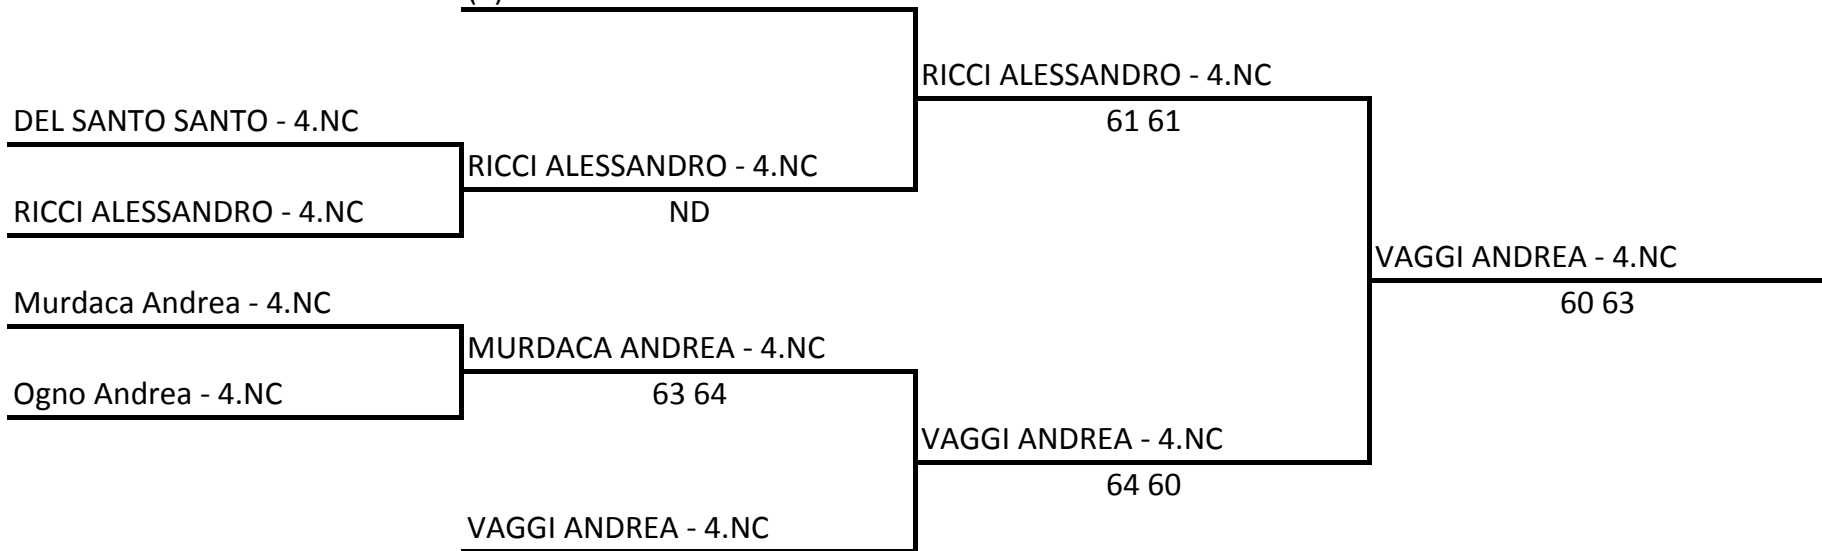 RICCI ALESSANDRO - 4.NC
DEL SANTO SANTO - 4.NC
61 61
RICCI ALESSANDRO - 4.NC
RICCI ALESSANDRO - 4.NC
ND
VAGGI ANDREA - 4.NC
Murdaca Andrea - 4.NC
60 63
MURDACA ANDREA - 4.NC
Ogno Andrea - 4.NC
63 64
VAGGI ANDREA - 4.NC
64 60
VAGGI ANDREA - 4.NC